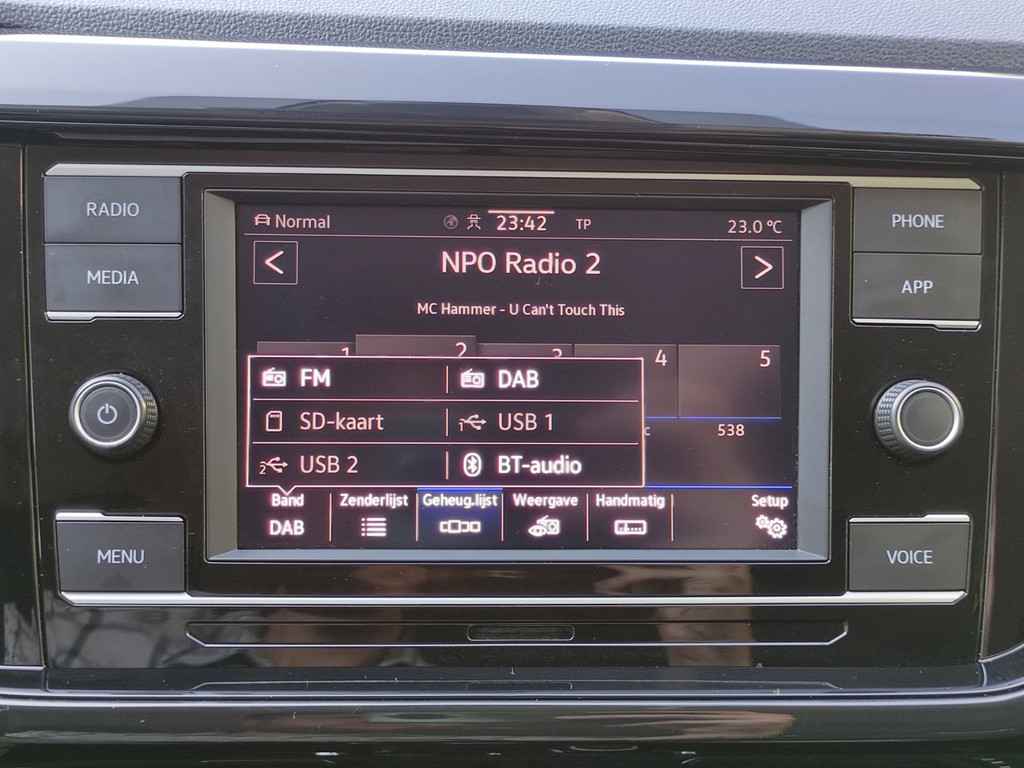 RADIO
MEDIA
MENU
Normal 23:42 TP 23.0 °C
< NPO Radio 2 >
MC Hammer - U Can't Touch This
1 2 3 4 5
FM DAB
SD-kaart 1 USB 1
2 USB 2 BT-audio
c 538
Band Zenderlijst Geheug.lijst Weergave Handmatig Setup
DAB
PHONE
APP
VOICE